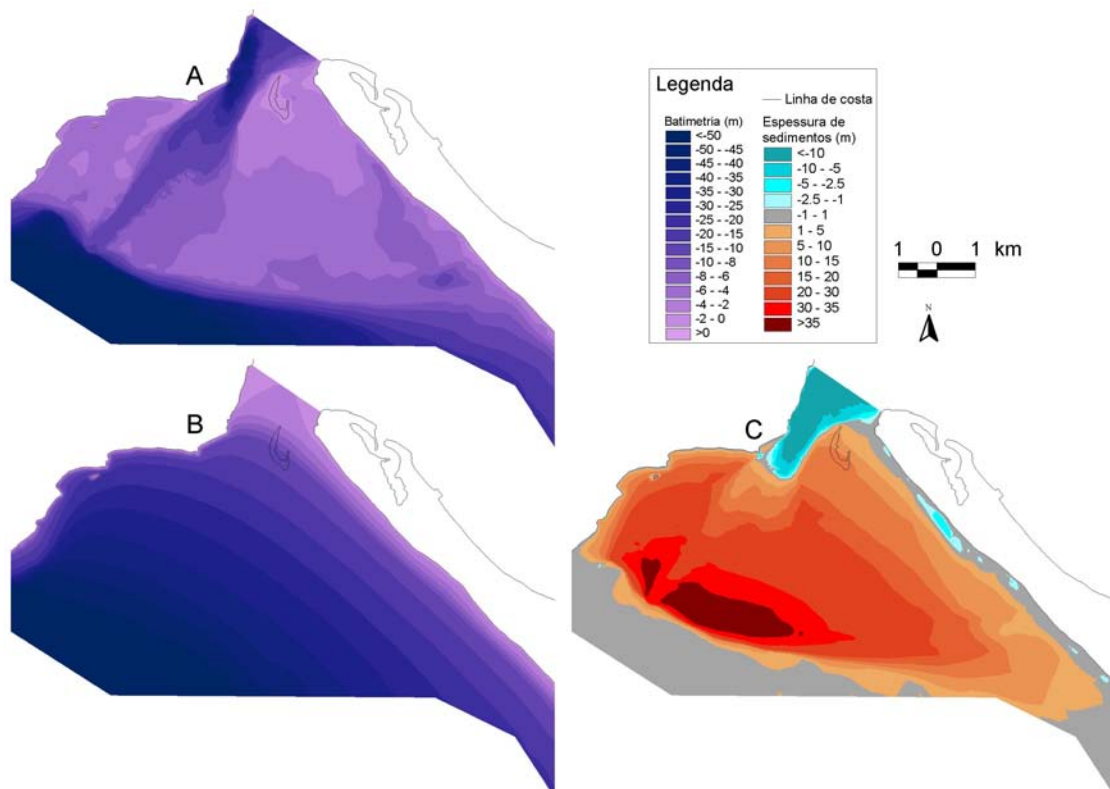 A
Legenda
Linha de costa
Batimetria (m)
<-50
-50 - -45
-45 - -40
-40 - -35
-35 - -30
-30 - -25
-25 - -20
-20 - -15
-15 - -10
-10 - -8
-8 - -6
-6 - -4
-4 - -2
-2 - 0
>0
Espessura de
sedimentos (m)
<-10
-10 - -5
-5 - -2.5
-2.5 - -1
-1 - 1
1 - 5
5 - 10
10 - 15
15 - 20
20 - 30
30 - 35
>35
1 0 1 km
N
B
C